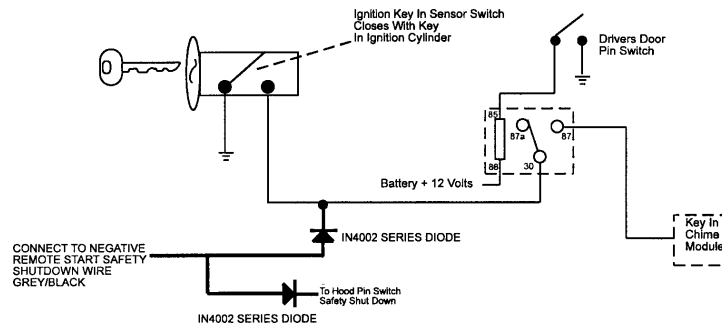 Ignition Key In Sensor Switch
Closes With Key
In Ignition Cylinder
Drivers Door
Pin Switch
85
87a
87
86
30
Battery + 12 Volts
Key In
Chime
Module
IN4002 SERIES DIODE
CONNECT TO NEGATIVE
REMOTE START SAFETY
SHUTDOWN WIRE
GREY/BLACK
To Hood Pin Switch
Safety Shut Down
IN4002 SERIES DIODE